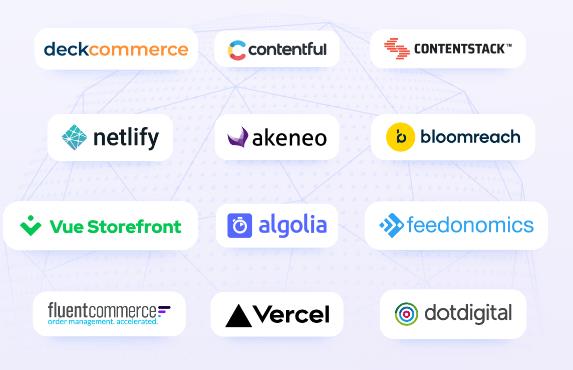 deckcommerce
contentful
CONTENTSTACK™
netlify
akeneo
bloomreach
Vue Storefront
algolia
feedonomics
fluentcommerce
order management. accelerated.
Vercel
dotdigital